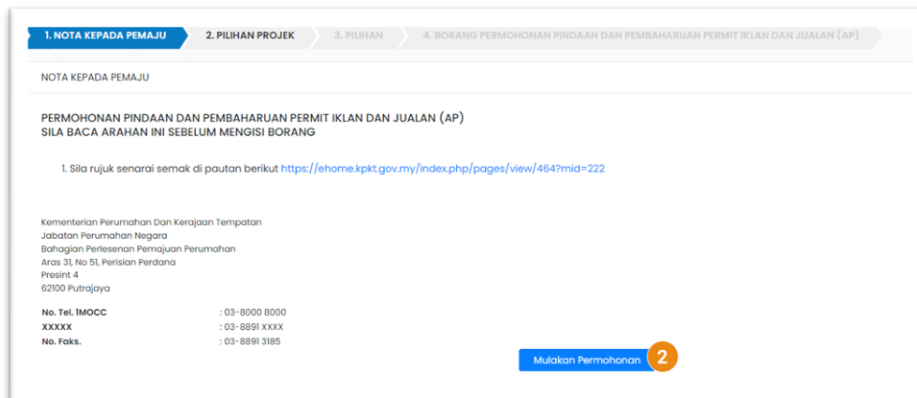 1. NOTA KEPADA PEMAJU 2. PILIHAN PROJEK 3. PILIHAN 4. BORANG PERMOHONAN PINDAAN DAN PEMBAHARUAN PERMIT IKLAN DAN JUALAN (AP)
NOTA KEPADA PEMAJU
PERMOHONAN PINDAAN DAN PEMBAHARUAN PERMIT IKLAN DAN JUALAN (AP)
SILA BACA ARAHAN INI SEBELUM MENGISI BORANG
1. Sila rujuk senarai semak di pautan berikut https://ehome.kpkt.gov.my/index.php/pages/view/464?mid=222
Kementerian Perumahan Dan Kerajaan Tempatan
Jabatan Perumahan Negara
Bahagian Perlesenan Pemajuan Perumahan
Aras 31, No 51, Perisian Perdana
Presint 4
62100 Putrajaya
No. Tel. 1MOCC : 03-8000 8000
XXXXX : 03-8891 XXXX
No. Faks. : 03-8891 3185
Mulakan Permohonan 2